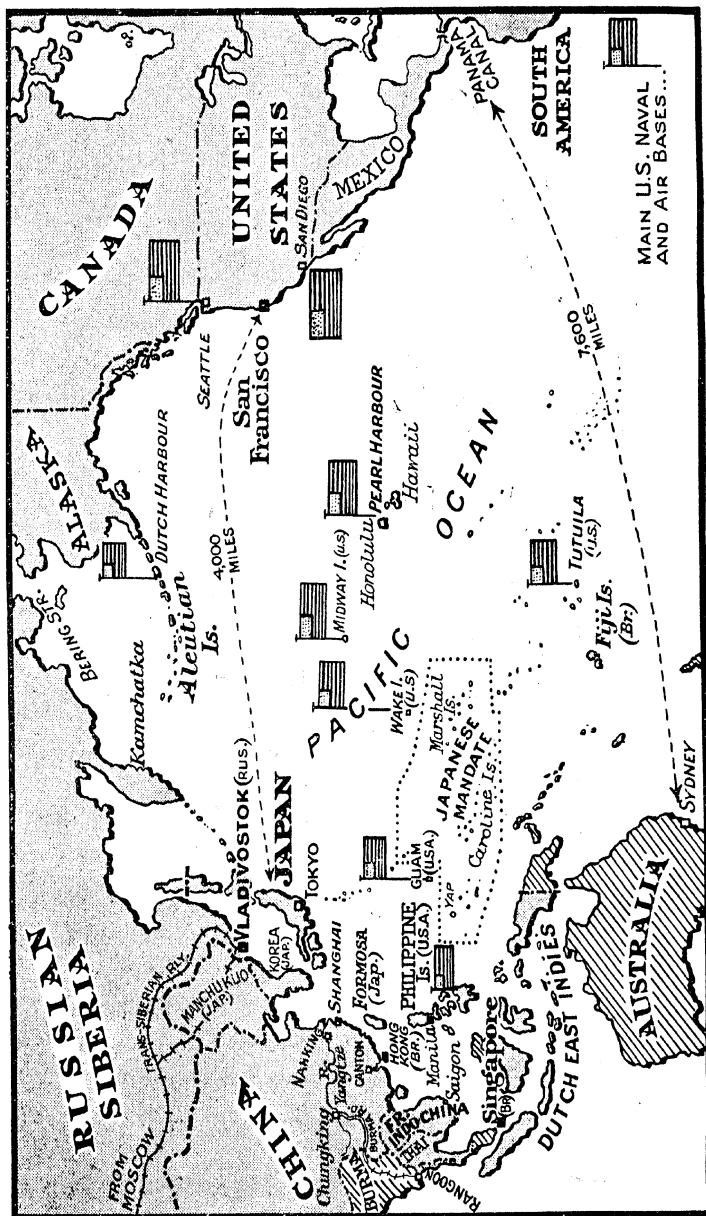 RUSSIAN
SIBERIA
FROM
MOSCOW
TRANS-SIBERIAN RLY.
MANCHUKUO
(JAP.)
VLADIVOSTOK (RUS.)
KOREA
(JAP.)
JAPAN
TOKYO
CHINA
Chungking
Yangtze
R.
NANKING
SHANGHAI
CANTON
HONG
KONG
(BR.)
FORMOSA
(Jap.)
BURMA
BURMA
RD.
FR.
INDO-CHINA
THAI
RANGOON
Saigon
Manila
PHILIPPINE
Is. (U.S.A.)
Singapore
(BR.)
DUTCH EAST INDIES
AUSTRALIA
SYDNEY
Kamchatka
BERING STR.
ALASKA
Aleutian
Is.
DUTCH HARBOUR
CANADA
SEATTLE
San
Francisco
UNITED
STATES
SAN DIEGO
MEXICO
PANAMA
CANAL
SOUTH
AMERICA
4,000
MILES
MIDWAY I. (U.S)
Honolulu
PEARL HARBOUR
Hawaii
WAKE I.
(U.S)
PACIFIC
OCEAN
GUAM
(U.S.A.)
YAP
JAPANESE
MANDATE
Marshall
Is.
Caroline Is.
TUTUILA
(U.S.)
Fiji Is.
(Br.)
7,600
MILES
MAIN U.S. NAVAL
AND AIR BASES...